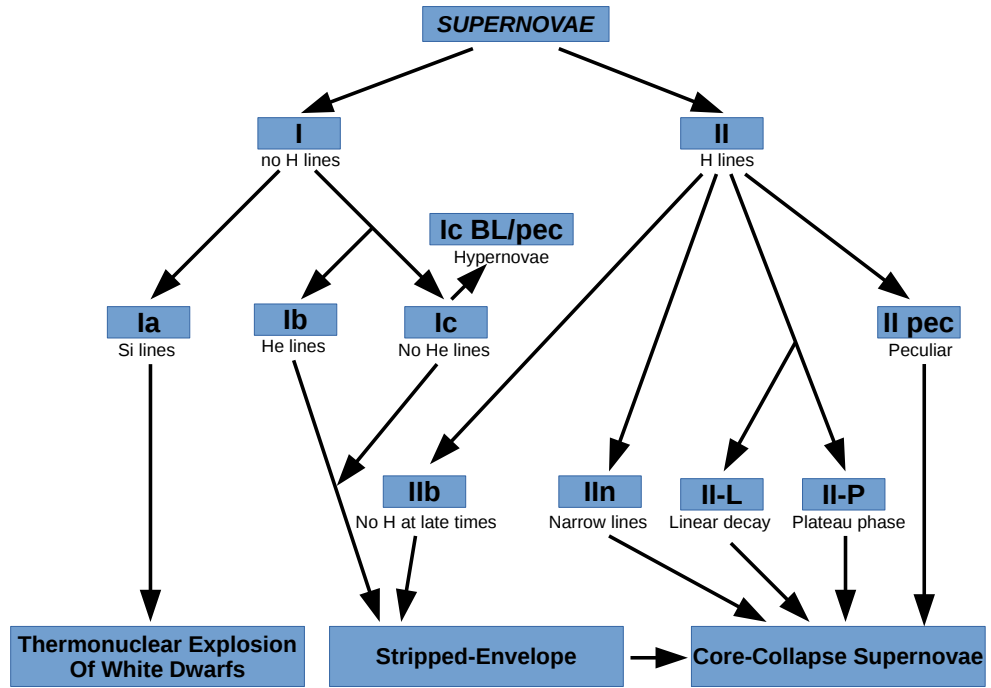 SUPERNOVAE
I
no H lines
II
H lines
Ic BL/pec
Hypernovae
Ia
Si lines
Ib
He lines
Ic
No He lines
II pec
Peculiar
IIb
No H at late times
IIn
Narrow lines
II-L
Linear decay
II-P
Plateau phase
Thermonuclear Explosion
Of White Dwarfs
Stripped-Envelope
Core-Collapse Supernovae